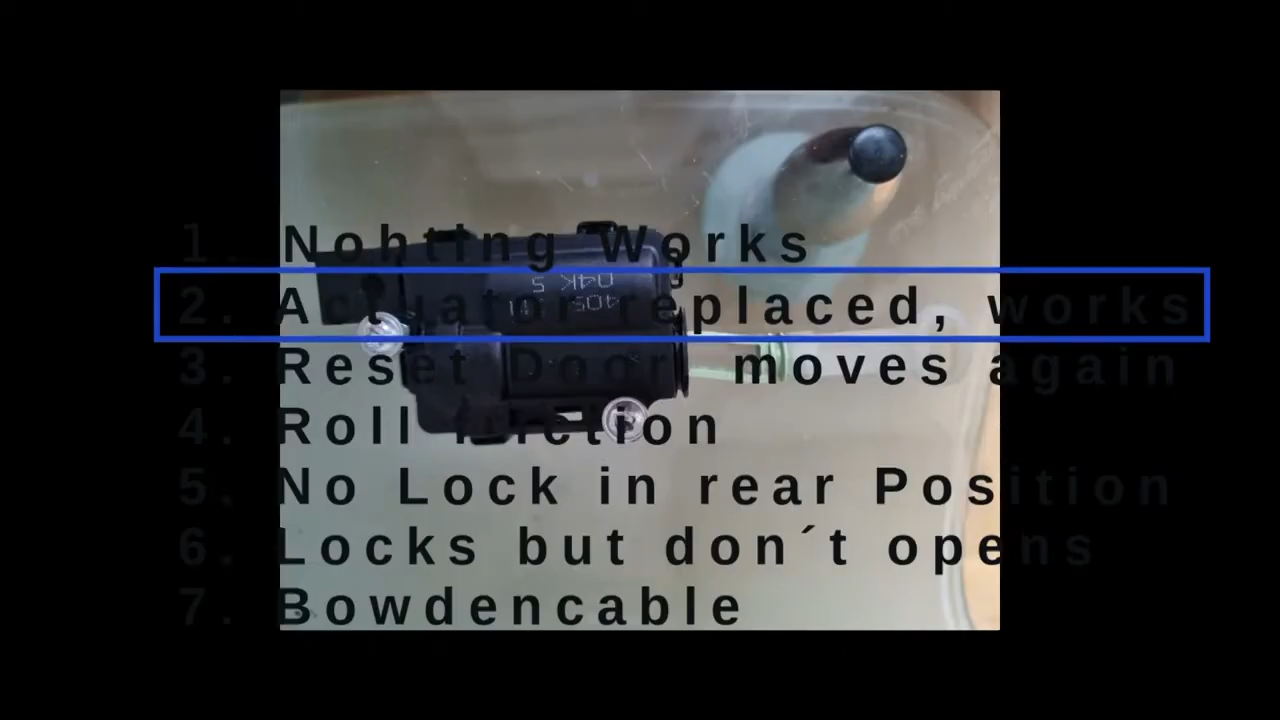 1. Nohting Works
2. Actuator replaced, works
3. Reset Door moves again
4. Roll friction
5. No Lock in rear Position
6. Locks but don´t opens
7. Bowdencable